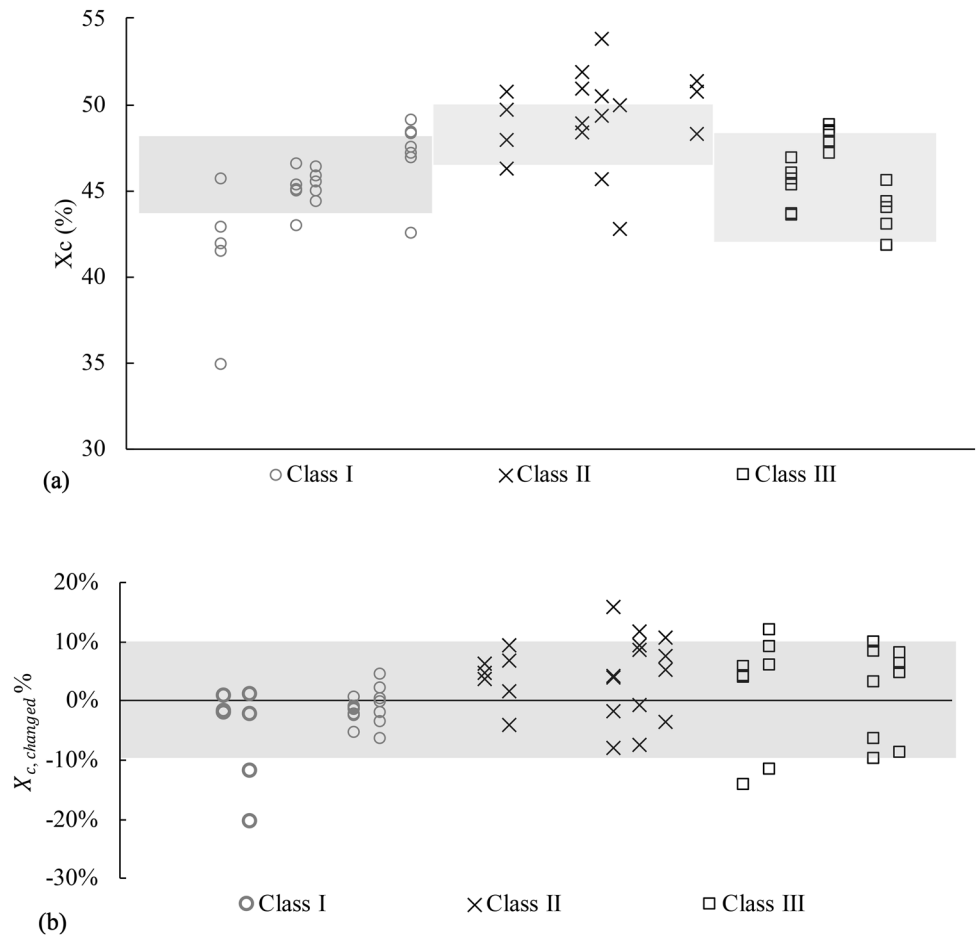 55
50
45
40
35
30
Xc (%)
(a)
Class I
Class II
Class III
20%
10%
0%
-10%
-20%
-30%
Xc, changed %
(b)
Class I
Class II
Class III